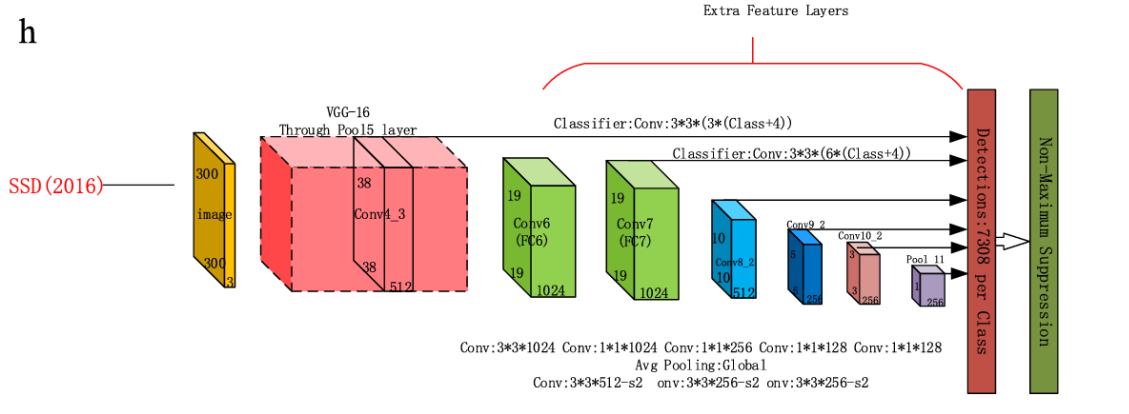 h
Extra Feature Layers
VGG-16
Through Pool5 layer
Classifier:Conv:3*3*(3*(Class+4))
Classifier:Conv:3*3*(6*(Class+4))
SSD(2016)
300
image
300
3
38
Conv4_3
38
512
19
Conv6
(FC6)
19
1024
19
Conv7
(FC7)
19
1024
10
Conv8_2
10
512
Conv9_2
5
5
256
Conv10_2
3
3
256
Pool 11
1
256
Detections:7308 per Class
Non-Maximum Suppression
Conv:3*3*1024 Conv:1*1*1024 Conv:1*1*256 Conv:1*1*128 Conv:1*1*128
Avg Pooling:Global
Conv:3*3*512-s2 onv:3*3*256-s2 onv:3*3*256-s2